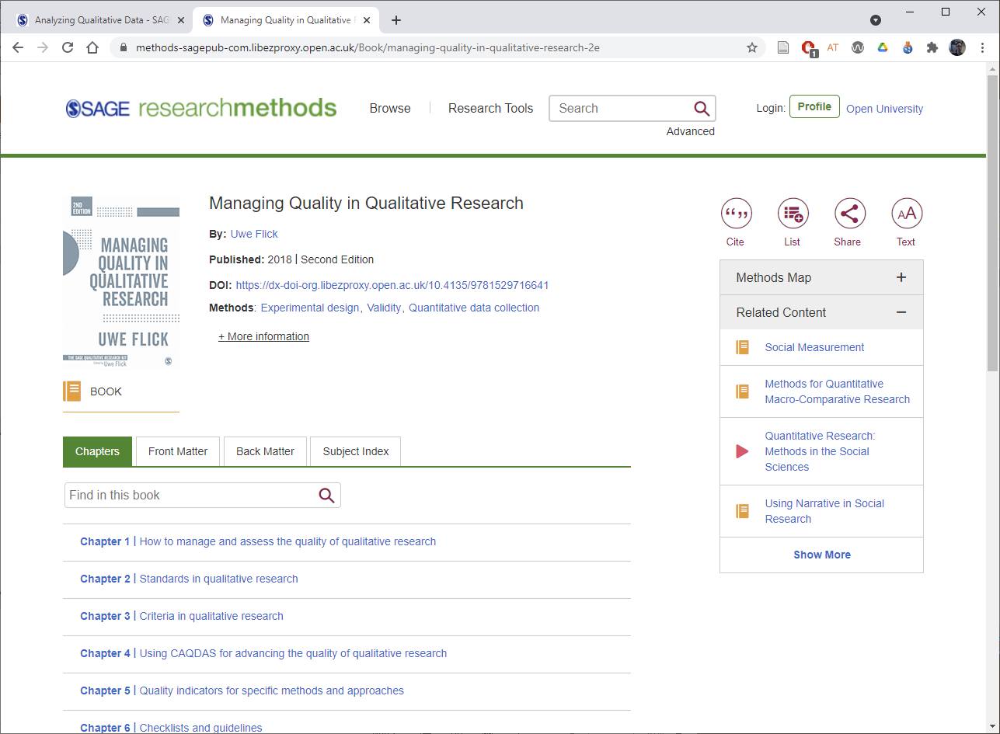 Analyzing Qualitative Data - SAG
Managing Quality in Qualitative
methods-sagepub-com.libezproxy.open.ac.uk/Book/managing-quality-in-qualitative-research-2e
1
AT
SAGE researchmethods
Browse
Research Tools
Search
Advanced
Login: Profile Open University
2ND
EDITION
MANAGING
QUALITY IN
QUALITATIVE
RESEARCH
UWE FLICK
THE SAGE QUALITATIVE RESEARCH KIT
Edited by Uwe Flick
BOOK
Managing Quality in Qualitative Research
By: Uwe Flick
Published: 2018 | Second Edition
DOI: https://dx-doi-org.libezproxy.open.ac.uk/10.4135/9781529716641
Methods: Experimental design, Validity, Quantitative data collection
+ More information
Cite
List
Share
AA
Text
Methods Map +
Related Content −
Social Measurement
Methods for Quantitative
Macro-Comparative Research
Quantitative Research:
Methods in the Social
Sciences
Using Narrative in Social
Research
Show More
Chapters
Front Matter
Back Matter
Subject Index
Find in this book
Chapter 1 | How to manage and assess the quality of qualitative research
Chapter 2 | Standards in qualitative research
Chapter 3 | Criteria in qualitative research
Chapter 4 | Using CAQDAS for advancing the quality of qualitative research
Chapter 5 | Quality indicators for specific methods and approaches
Chapter 6 | Checklists and guidelines